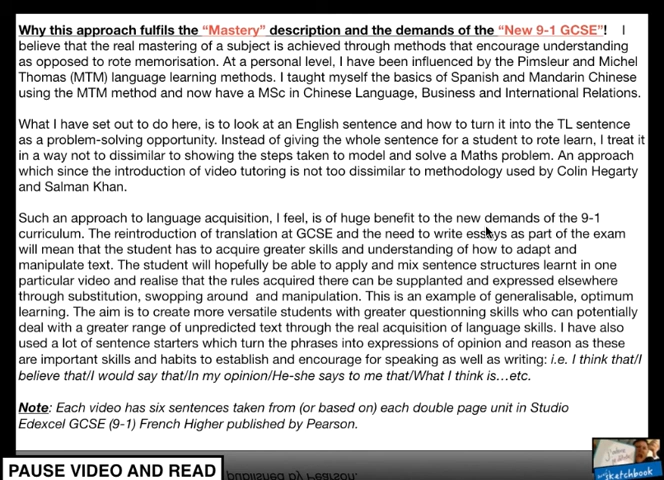 Why this approach fulfils the “Mastery” description and the demands of the “New 9-1 GCSE”! I
believe that the real mastering of a subject is achieved through methods that encourage understanding
as opposed to rote memorisation. At a personal level, I have been influenced by the Pimsleur and Michel
Thomas (MTM) language learning methods. I taught myself the basics of Spanish and Mandarin Chinese
using the MTM method and now have a MSc in Chinese Language, Business and International Relations.
What I have set out to do here, is to look at an English sentence and how to turn it into the TL sentence
as a problem-solving opportunity. Instead of giving the whole sentence for a student to rote learn, I treat it
in a way not to dissimilar to showing the steps taken to model and solve a Maths problem. An approach
which since the introduction of video tutoring is not too dissimilar to methodology used by Colin Hegarty
and Salman Khan.
Such an approach to language acquisition, I feel, is of huge benefit to the new demands of the 9-1
curriculum. The reintroduction of translation at GCSE and the need to write essays as part of the exam
will mean that the student has to acquire greater skills and understanding of how to adapt and
manipulate text. The student will hopefully be able to apply and mix sentence structures learnt in one
particular video and realise that the rules acquired there can be supplanted and expressed elsewhere
through substitution, swopping around and manipulation. This is an example of generalisable, optimum
learning. The aim is to create more versatile students with greater questionning skills who can potentially
deal with a greater range of unpredicted text through the real acquisition of language skills. I have also
used a lot of sentence starters which turn the phrases into expressions of opinion and reason as these
are important skills and habits to establish and encourage for speaking as well as writing: i.e. I think that/I
believe that/I would say that/In my opinion/He-she says to me that/What I think is…etc.
Note: Each video has six sentences taken from (or based on) each double page unit in Studio
Edexcel GCSE (9-1) French Higher published by Pearson.
PAUSE VIDEO AND READ
published by Pearson.
sketchbook